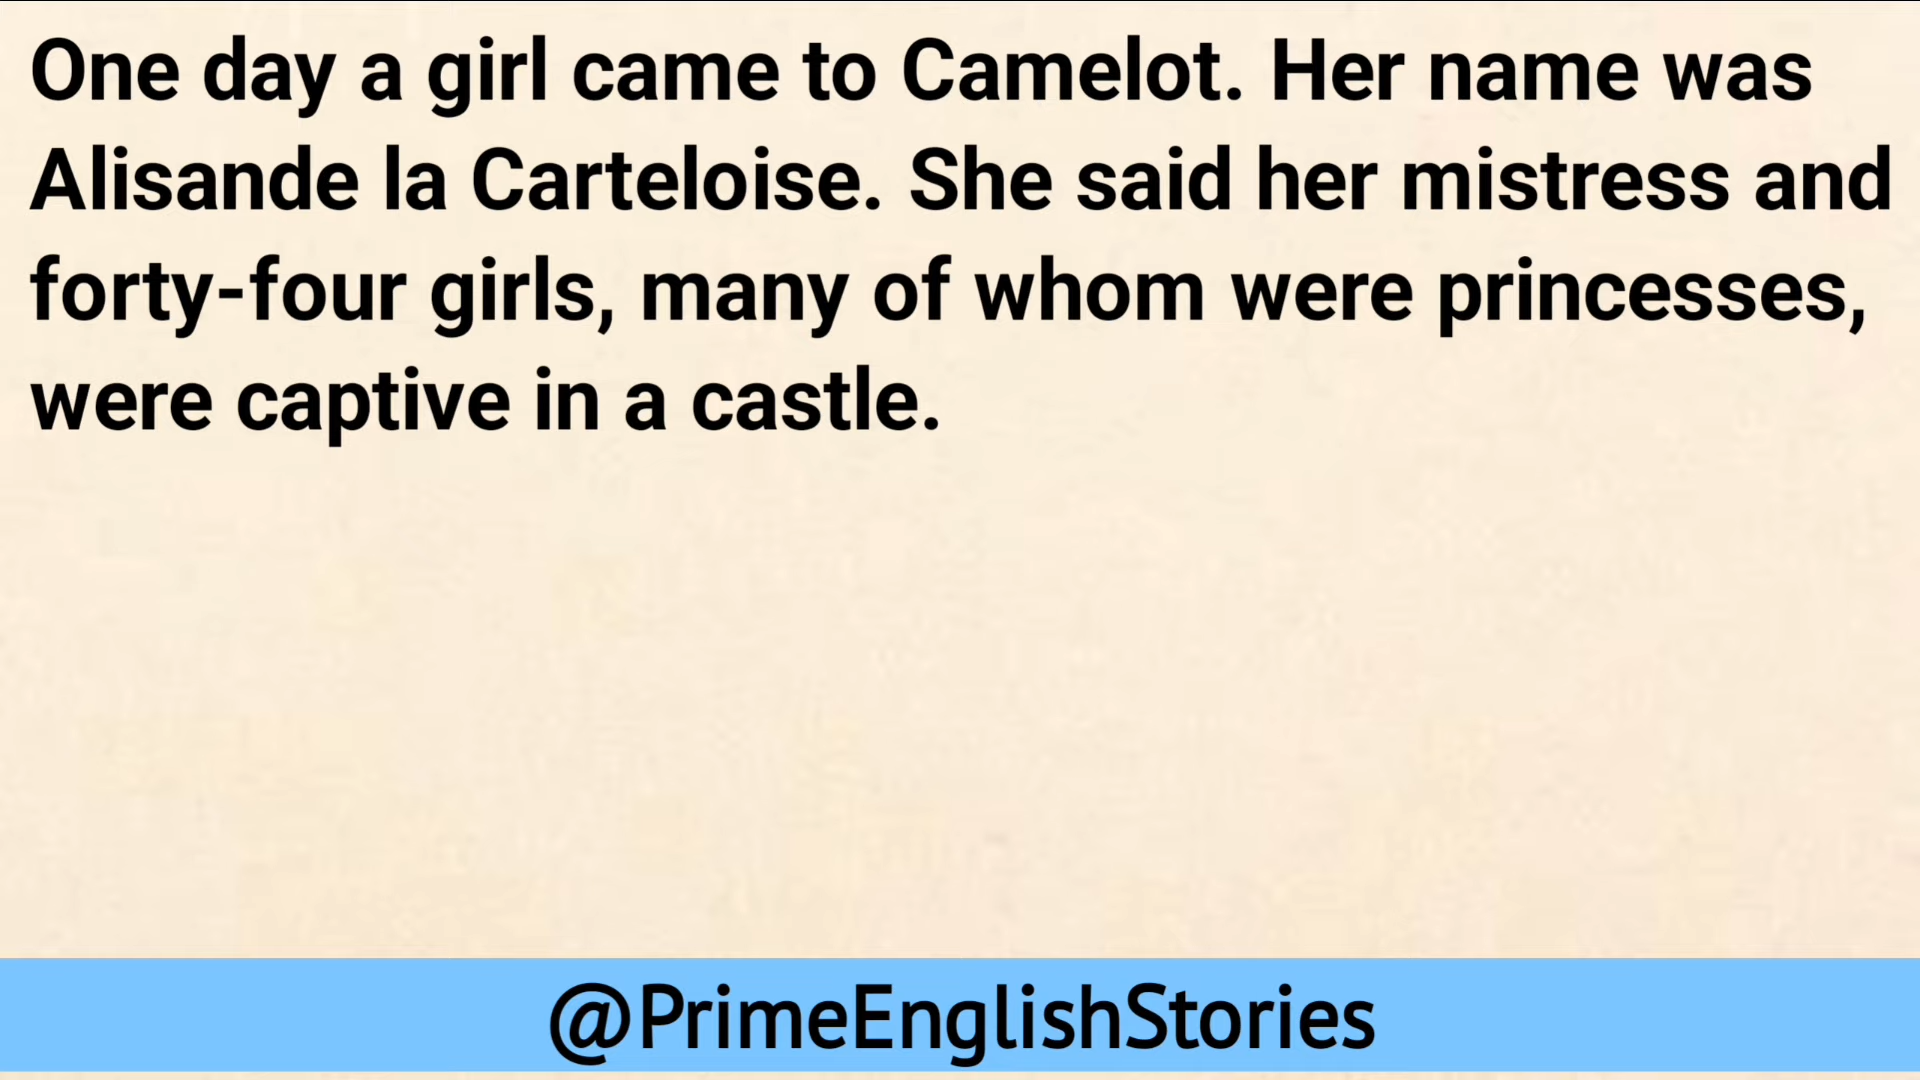 One day a girl came to Camelot. Her name was
Alisande la Carteloise. She said her mistress and
forty-four girls, many of whom were princesses,
were captive in a castle.
@PrimeEnglishStories